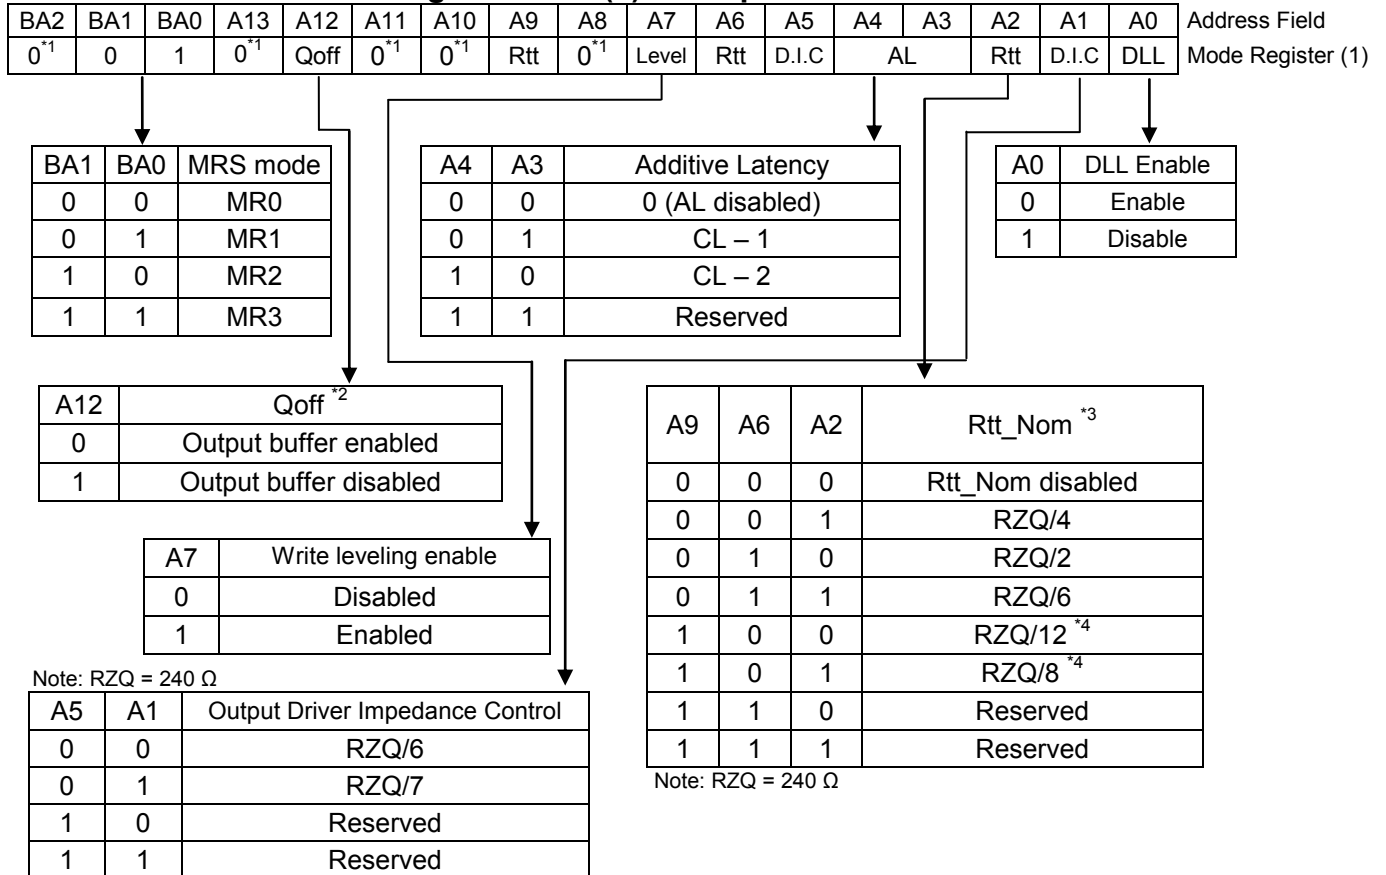 BA2 BA1 BA0 A13 A12 A11 A10 A9 A8 A7 A6 A5 A4 A3 A2 A1 A0 Address Field
0*1 0 1 0*1 Qoff 0*1 0*1 Rtt 0*1 Level Rtt D.I.C AL Rtt D.I.C DLL Mode Register (1)
BA1 BA0 MRS mode
0 0 MR0
0 1 MR1
1 0 MR2
1 1 MR3
A4 A3 Additive Latency
0 0 0 (AL disabled)
0 1 CL – 1
1 0 CL – 2
1 1 Reserved
A0 DLL Enable
0 Enable
1 Disable
A12 Qoff *2
0 Output buffer enabled
1 Output buffer disabled
A9 A6 A2 Rtt_Nom *3
0 0 0 Rtt_Nom disabled
0 0 1 RZQ/4
0 1 0 RZQ/2
0 1 1 RZQ/6
1 0 0 RZQ/12 *4
1 0 1 RZQ/8 *4
1 1 0 Reserved
1 1 1 Reserved
Note: RZQ = 240 Ω
A7 Write leveling enable
0 Disabled
1 Enabled
Note: RZQ = 240 Ω
A5 A1 Output Driver Impedance Control
0 0 RZQ/6
0 1 RZQ/7
1 0 Reserved
1 1 Reserved